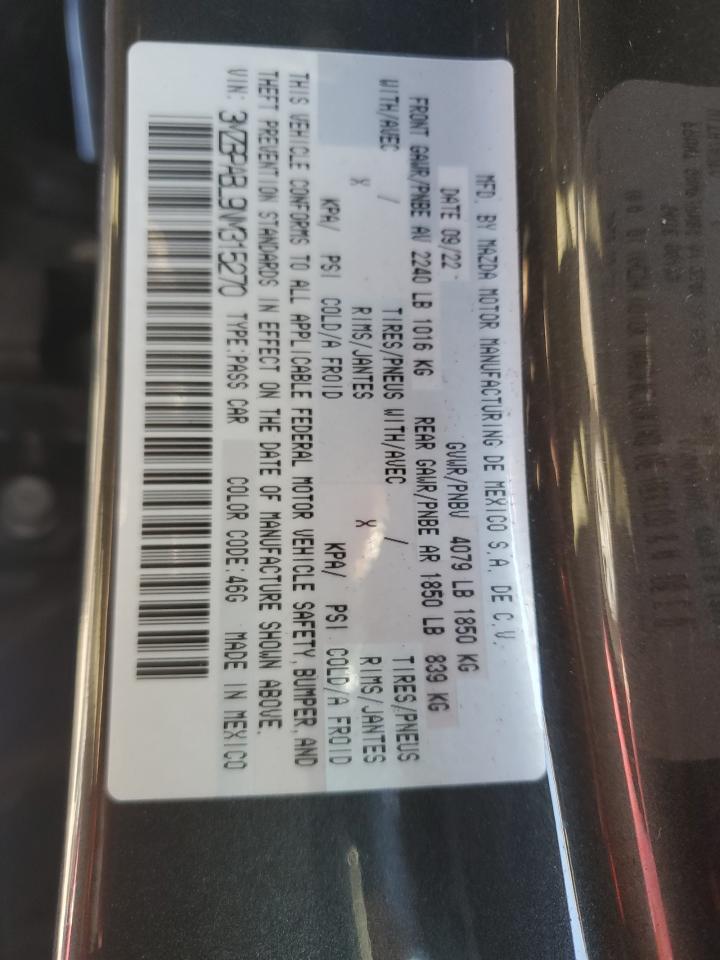 MFD. BY MAZDA MOTOR MANUFACTURING DE MEXICO S.A. DE C.V.
DATE 09/22 GVWR/PNBV 4079 LB 1850 KG
FRONT GAWR/PNBE AV 2240 LB 1016 KG REAR GAWR/PNBE AR 1850 LB 839 KG
WITH/AVEC / TIRES/PNEUS WITH/AVEC / TIRES/PNEUS
X RIMS/JANTES X RIMS/JANTES
KPA/ PSI COLD/A FROID KPA/ PSI COLD/A FROID
THIS VEHICLE CONFORMS TO ALL APPLICABLE FEDERAL MOTOR VEHICLE SAFETY, BUMPER, AND
THEFT PREVENTION STANDARDS IN EFFECT ON THE DATE OF MANUFACTURE SHOWN ABOVE.
VIN: 3MZBPABL9NM315270 TYPE:PASS CAR COLOR CODE:46G MADE IN MEXICO